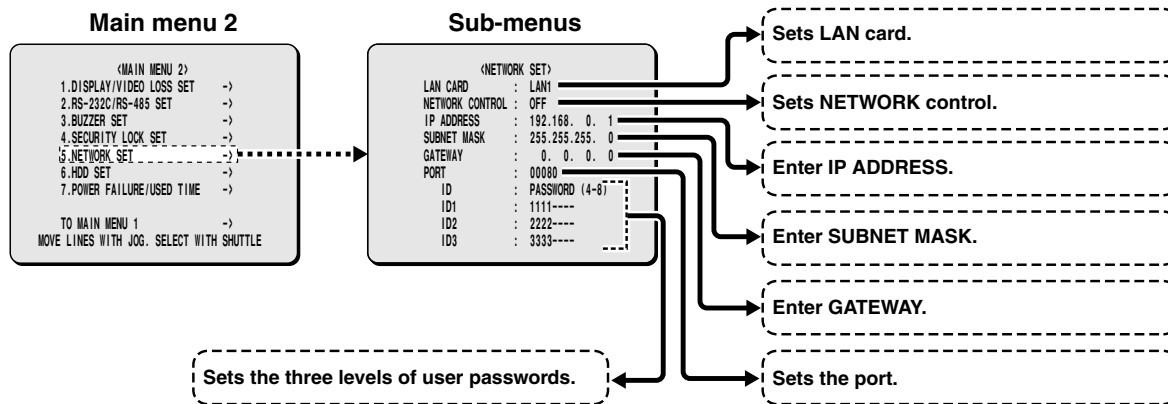 Main menu 2
<MAIN MENU 2>
1.DISPLAY/VIDEO LOSS SET ->
2.RS-232C/RS-485 SET ->
3.BUZZER SET ->
4.SECURITY LOCK SET ->
5.NETWORK SET ->
6.HDD SET ->
7.POWER FAILURE/USED TIME ->
TO MAIN MENU 1 ->
MOVE LINES WITH JOG. SELECT WITH SHUTTLE
Sub-menus
<NETWORK SET>
LAN CARD : LAN1
NETWORK CONTROL : OFF
IP ADDRESS : 192.168. 0. 1
SUBNET MASK : 255.255.255. 0
GATEWAY : 0. 0. 0. 0
PORT : 00080
ID : PASSWORD (4-8)
ID1 : 1111----
ID2 : 2222----
ID3 : 3333----
Sets LAN card.
Sets NETWORK control.
Enter IP ADDRESS.
Enter SUBNET MASK.
Enter GATEWAY.
Sets the port.
Sets the three levels of user passwords.